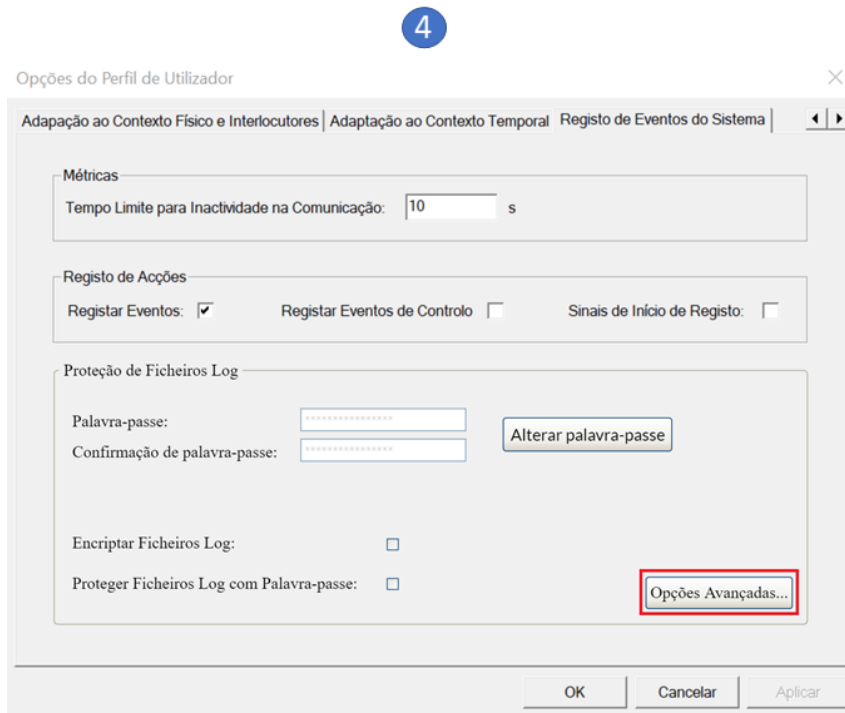 4
Opções do Perfil de Utilizador
Adapação ao Contexto Físico e Interlocutores Adaptação ao Contexto Temporal Registo de Eventos do Sistema
Métricas
Tempo Limite para Inactividade na Comunicação: 10 s
Registo de Acções
Registar Eventos: Registar Eventos de Controlo Sinais de Início de Registo:
Proteção de Ficheiros Log
Palavra-passe: ****************
Alterar palavra-passe
Confirmação de palavra-passe: ****************
Encriptar Ficheiros Log:
Proteger Ficheiros Log com Palavra-passe:
Opções Avançadas...
OK Cancelar Aplicar